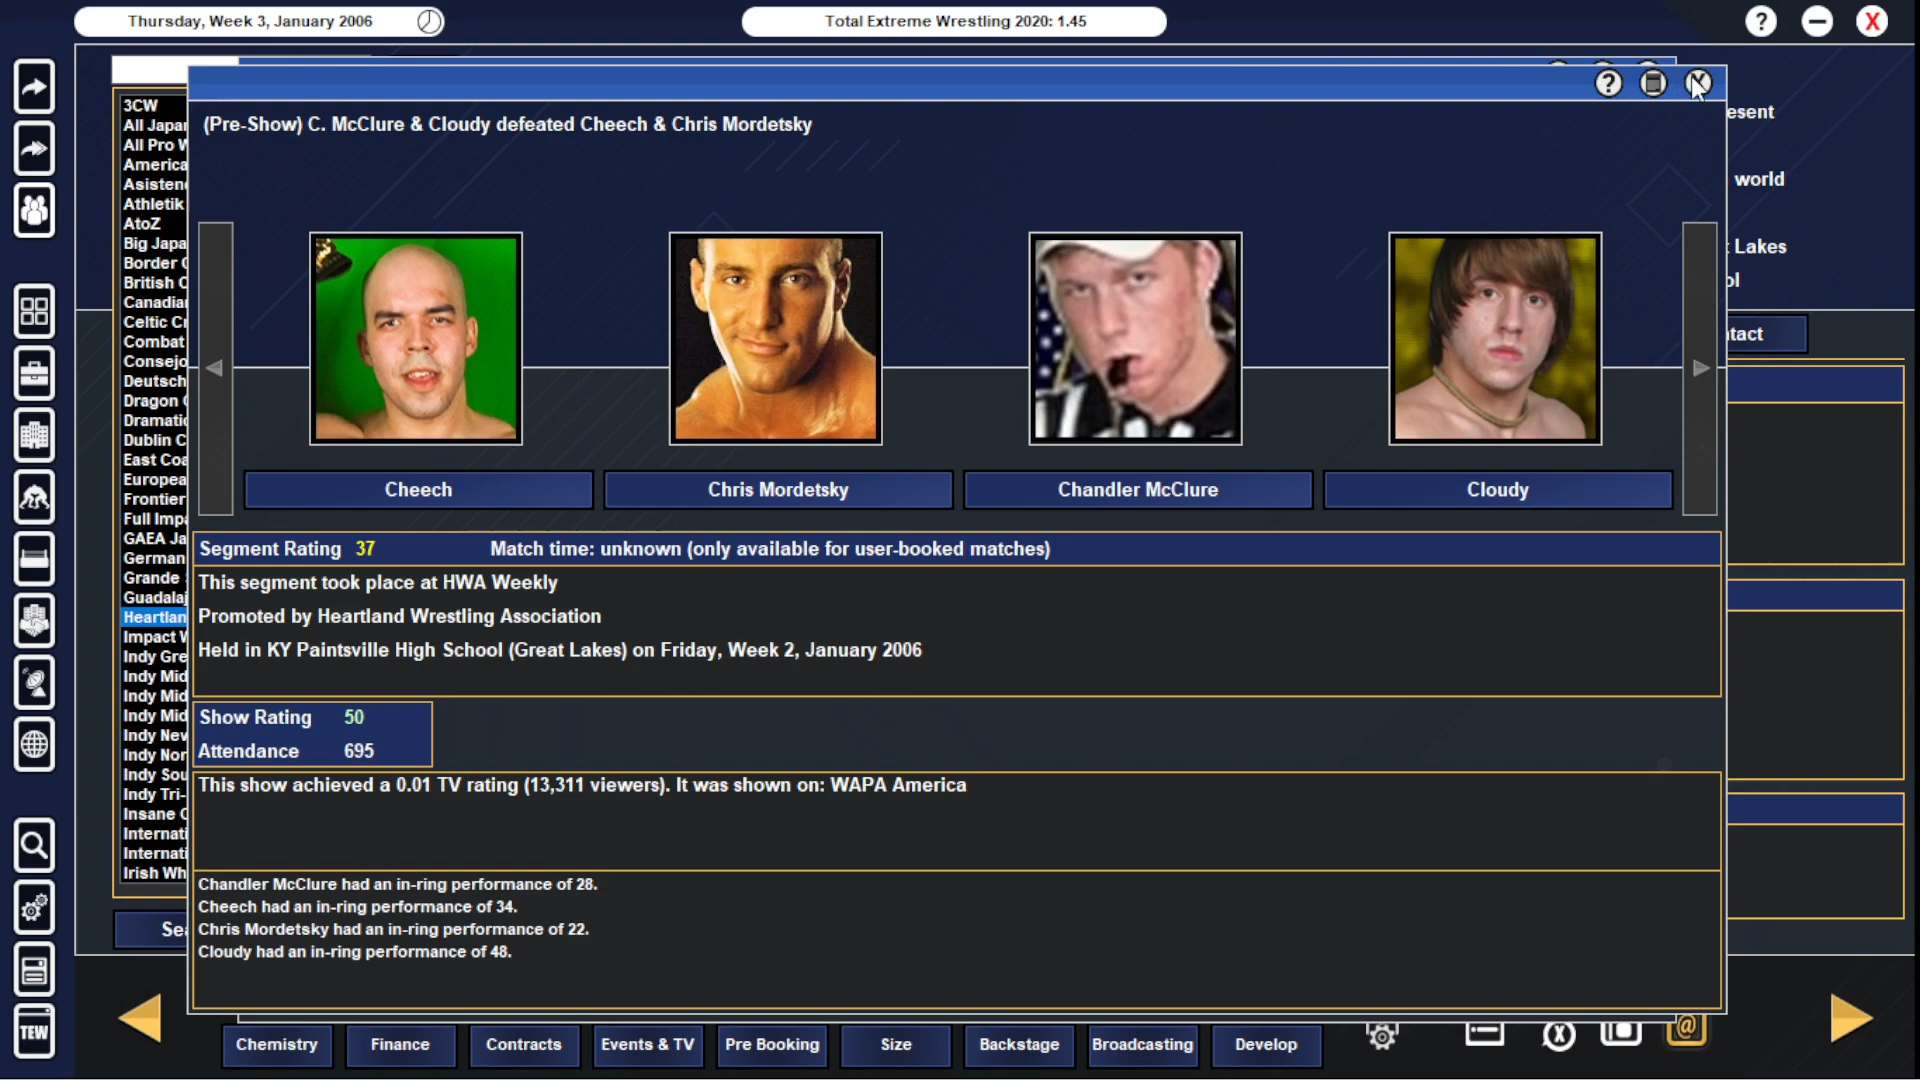 Thursday, Week 3, January 2006
Total Extreme Wrestling 2020: 1.45
?
X
?
(Pre-Show) C. McClure & Cloudy defeated Cheech & Chris Mordetsky
3CW
All Japa
All Pro W
America
Asisten
Athletik
AtoZ
Big Japa
Border
British C
Canadia
Celtic C
Combat
Consejo
Deutsch
Dragon
Dramati
Dublin C
East Coa
Europea
Frontier
Full Imp
GAEA Ja
German
Grande
Guadalaj
Heartlan
Impact W
Indy Gre
Indy Mid
Indy Mid
Indy Mid
Indy Nev
Indy Nor
Indy Sou
Indy Tri-
Insane C
Internati
Internati
Irish Wh
esent
world
Lakes
ol
tact
Cheech
Chris Mordetsky
Chandler McClure
Cloudy
Segment Rating 37
Match time: unknown (only available for user-booked matches)
This segment took place at HWA Weekly
Promoted by Heartland Wrestling Association
Held in KY Paintsville High School (Great Lakes) on Friday, Week 2, January 2006
Show Rating 50
Attendance 695
This show achieved a 0.01 TV rating (13,311 viewers). It was shown on: WAPA America
Chandler McClure had an in-ring performance of 28.
Cheech had an in-ring performance of 34.
Chris Mordetsky had an in-ring performance of 22.
Cloudy had an in-ring performance of 48.
Sea
TEW
Chemistry
Finance
Contracts
Events & TV
Pre Booking
Size
Backstage
Broadcasting
Develop
X
@